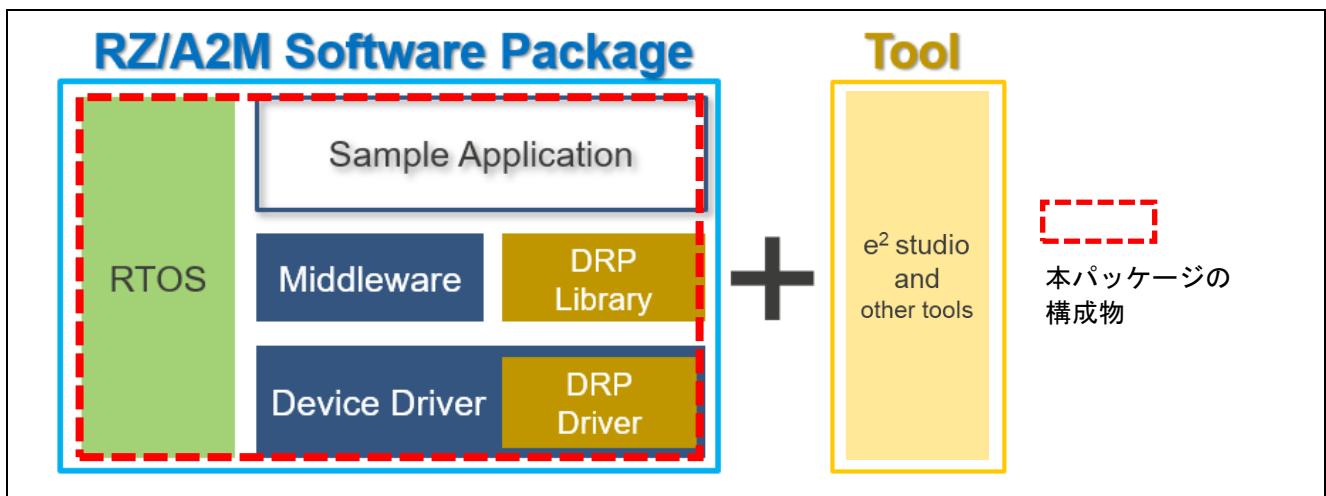 RZ/A2M Software Package
Tool
RTOS
Sample Application
Middleware
DRP
Library
Device Driver
DRP
Driver
+
e² studio
and
other tools
本パッケージの
構成物